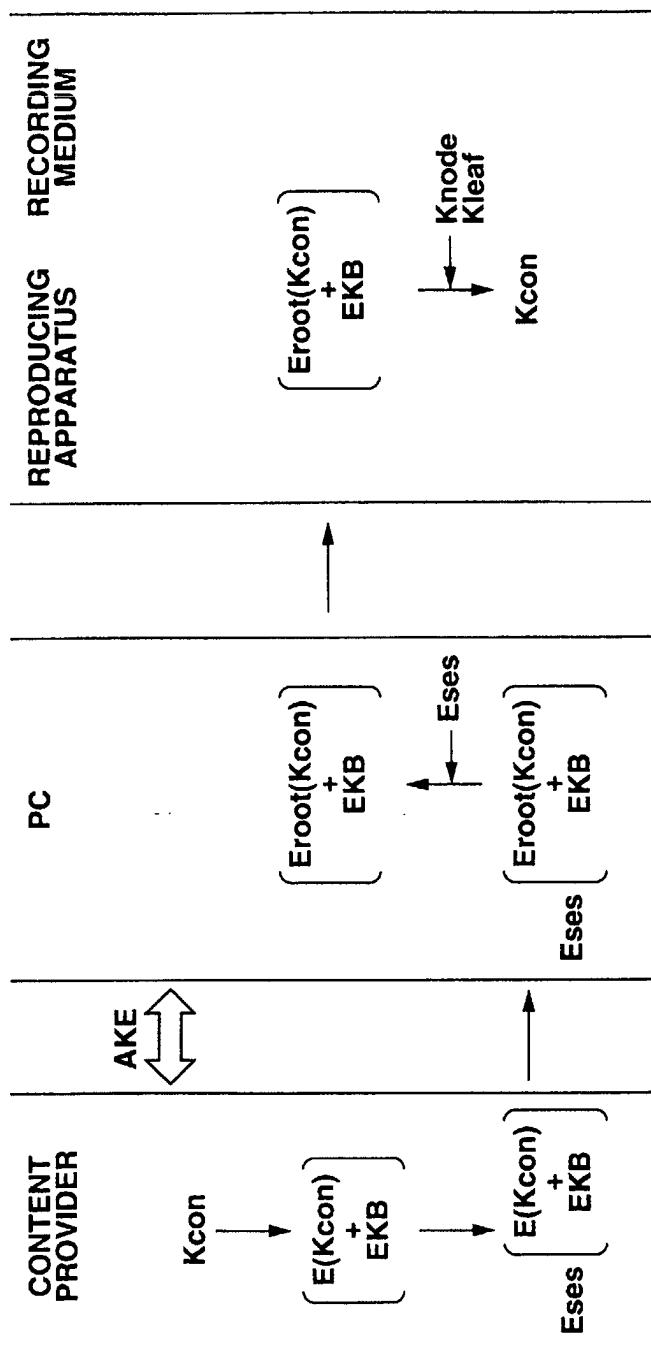 CONTENT
PROVIDER
Kcon
E(Kcon)
+
EKB
Eses
E(Kcon)
+
EKB
AKE
PC
Eroot(Kcon)
+
EKB
Eses
Eses
Eroot(Kcon)
+
EKB
REPRODUCING
APPARATUS
RECORDING
MEDIUM
Eroot(Kcon)
+
EKB
Knode
Kleaf
Kcon